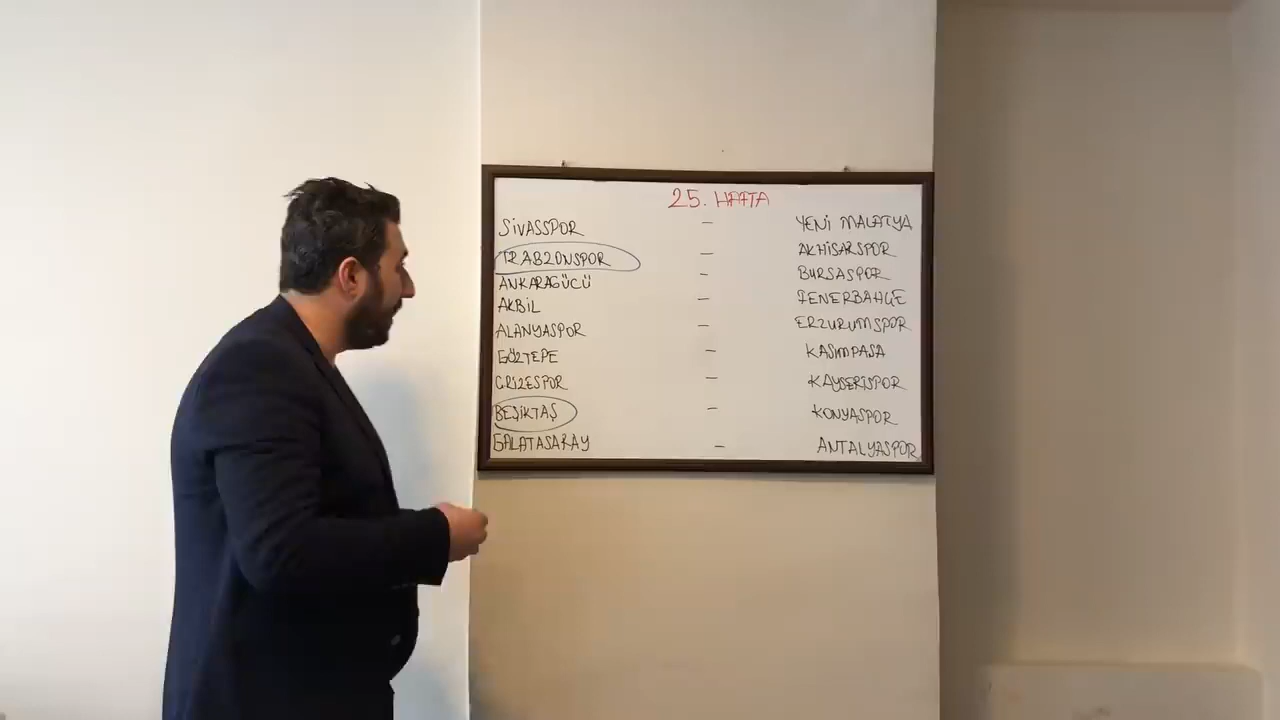 25. HAFTA
SİVASSPOR — YENİ MALATYA
TRABZONSPOR — AKHİSARSPOR
ANKARAGÜCÜ — BURSASPOR
AKBİL — FENERBAHÇE
ALANYASPOR — ERZURUMSPOR
GÖZTEPE — KASIMPASA
ÇRİZESPOR — KAYSERİSPOR
BEŞİKTAŞ — KONYASPOR
GALATASARAY — ANTALYASPOR